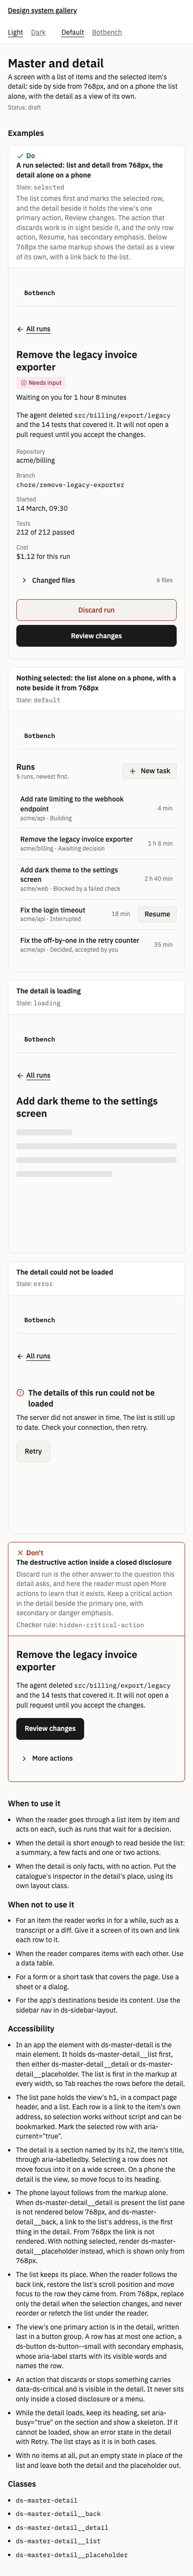 Design system gallery
Light Dark Default Botbench
Master and detail
A screen with a list of items and the selected item's
detail: side by side from 768px, and on a phone the list
alone, with the detail as a view of its own.
Status: draft
Examples
Do
A run selected: list and detail from 768px, the
detail alone on a phone
State: selected
The list comes first and marks the selected row,
and the detail beside it holds the view's one
primary action, Review changes. The action that
discards work is in sight beside it, and the only row
action, Resume, has secondary emphasis. Below
768px the same markup shows the detail as a view
of its own, with a link back to the list.
Botbench
All runs
Remove the legacy invoice
exporter
Needs input
Waiting on you for 1 hour 8 minutes
The agent deleted src/billing/export/legacy
and the 14 tests that covered it. It will not open a
pull request until you accept the changes.
Repository
acme/billing
Branch
chore/remove-legacy-exporter
Started
14 March, 09:30
Tests
212 of 212 passed
Cost
$1.12 for this run
Changed files 6 files
Discard run
Review changes
Nothing selected: the list alone on a phone, with a
note beside it from 768px
State: default
Botbench
Runs
5 runs, newest first.
New task
Add rate limiting to the webhook
endpoint
acme/api · Building
4 min
Remove the legacy invoice exporter
acme/billing · Awaiting decision
1 h 8 min
Add dark theme to the settings
screen
acme/web · Blocked by a failed check
2 h 40 min
Fix the login timeout
acme/api · Interrupted
18 min
Resume
Fix the off-by-one in the retry counter
acme/api · Decided, accepted by you
35 min
The detail is loading
State: loading
Botbench
All runs
Add dark theme to the settings
screen
The detail could not be loaded
State: error
Botbench
All runs
The details of this run could not be
loaded
The server did not answer in time. The list is still up
to date. Check your connection, then retry.
Retry
Don't
The destructive action inside a closed disclosure
Discard run is the other answer to the question this
detail asks, and here the reader must open More
actions to learn that it exists. Keep a critical action
in the detail beside the primary one, with
secondary or danger emphasis.
Checker rule: hidden-critical-action
Remove the legacy invoice
exporter
The agent deleted src/billing/export/legacy
and the 14 tests that covered it. It will not open a
pull request until you accept the changes.
Review changes
More actions
When to use it
When the reader goes through a list item by item and
acts on each, such as runs that wait for a decision.
When the detail is short enough to read beside the list:
a summary, a few facts and one or two actions.
When the detail is only facts, with no action. Put the
catalogue's inspector in the detail's place, using its
own layout class.
When not to use it
For an item the reader works in for a while, such as a
transcript or a diff. Give it a screen of its own and link
each row to it.
When the reader compares items with each other. Use
a data table.
For a form or a short task that covers the page. Use a
sheet or a dialog.
For the app's destinations beside its content. Use the
sidebar nav in ds-sidebar-layout.
Accessibility
In an app the element with ds-master-detail is the
main element. It holds ds-master-detail__list first,
then either ds-master-detail__detail or ds-master-
detail__placeholder. The list is first in the markup at
every width, so Tab reaches the rows before the detail.
The list pane holds the view's h1, in a compact page
header, and a list. Each row is a link to the item's own
address, so selection works without script and can be
bookmarked. Mark the selected row with aria-
current="true".
The detail is a section named by its h2, the item's title,
through aria-labelledby. Selecting a row does not
move focus into it on a wide screen. On a phone the
detail is the view, so move focus to its heading.
The phone layout follows from the markup alone.
When ds-master-detail__detail is present the list pane
is not rendered below 768px, and ds-master-
detail__back, a link to the list's address, is the first
thing in the detail. From 768px the link is not
rendered. With nothing selected, render ds-master-
detail__placeholder instead, which is shown only from
768px.
The list keeps its place. When the reader follows the
back link, restore the list's scroll position and move
focus to the row they came from. From 768px, replace
only the detail when the selection changes, and never
reorder or refetch the list under the reader.
The view's one primary action is in the detail, written
last in a button group. A row has at most one action, a
ds-button ds-button--small with secondary emphasis,
whose aria-label starts with its visible words and
names the row.
An action that discards or stops something carries
data-ds-critical and is visible in the detail. It never sits
only inside a closed disclosure or a menu.
While the detail loads, keep its heading, set aria-
busy="true" on the section and show a skeleton. If it
cannot be loaded, show an error state in the detail
with Retry. The list stays as it is in both cases.
With no items at all, put an empty state in place of the
list and leave both the detail and the placeholder out.
Classes
ds-master-detail
ds-master-detail__back
ds-master-detail__detail
ds-master-detail__list
ds-master-detail__placeholder